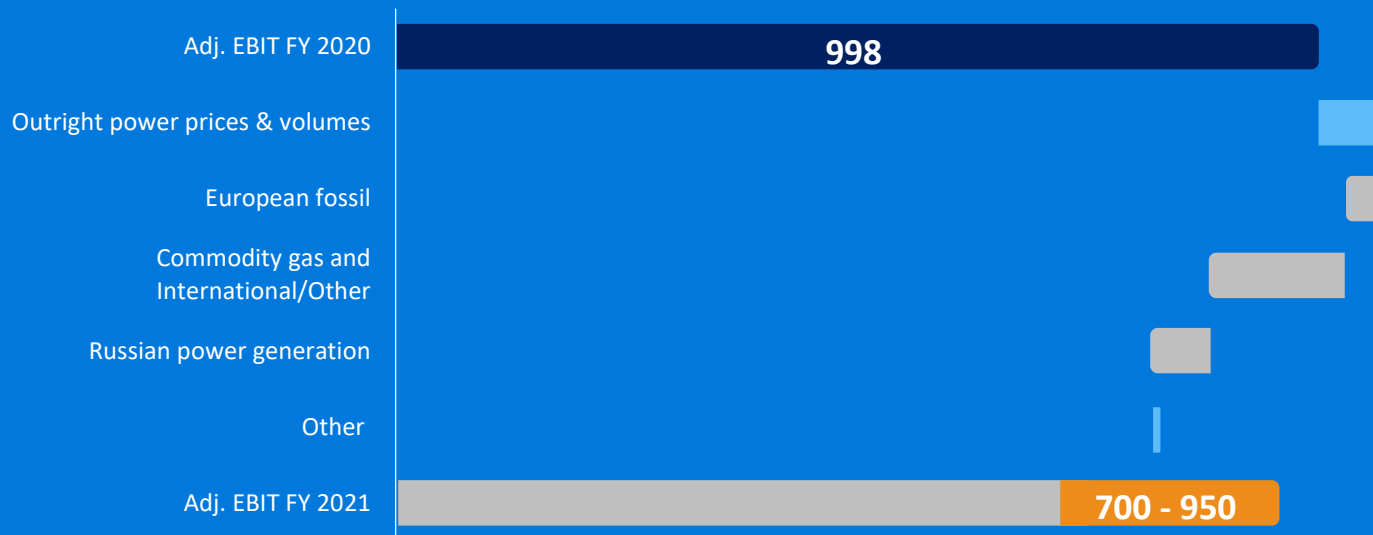 Adj. EBIT FY 2020
998
Outright power prices & volumes
European fossil
Commodity gas and
International/Other
Russian power generation
Other
Adj. EBIT FY 2021
700 - 950